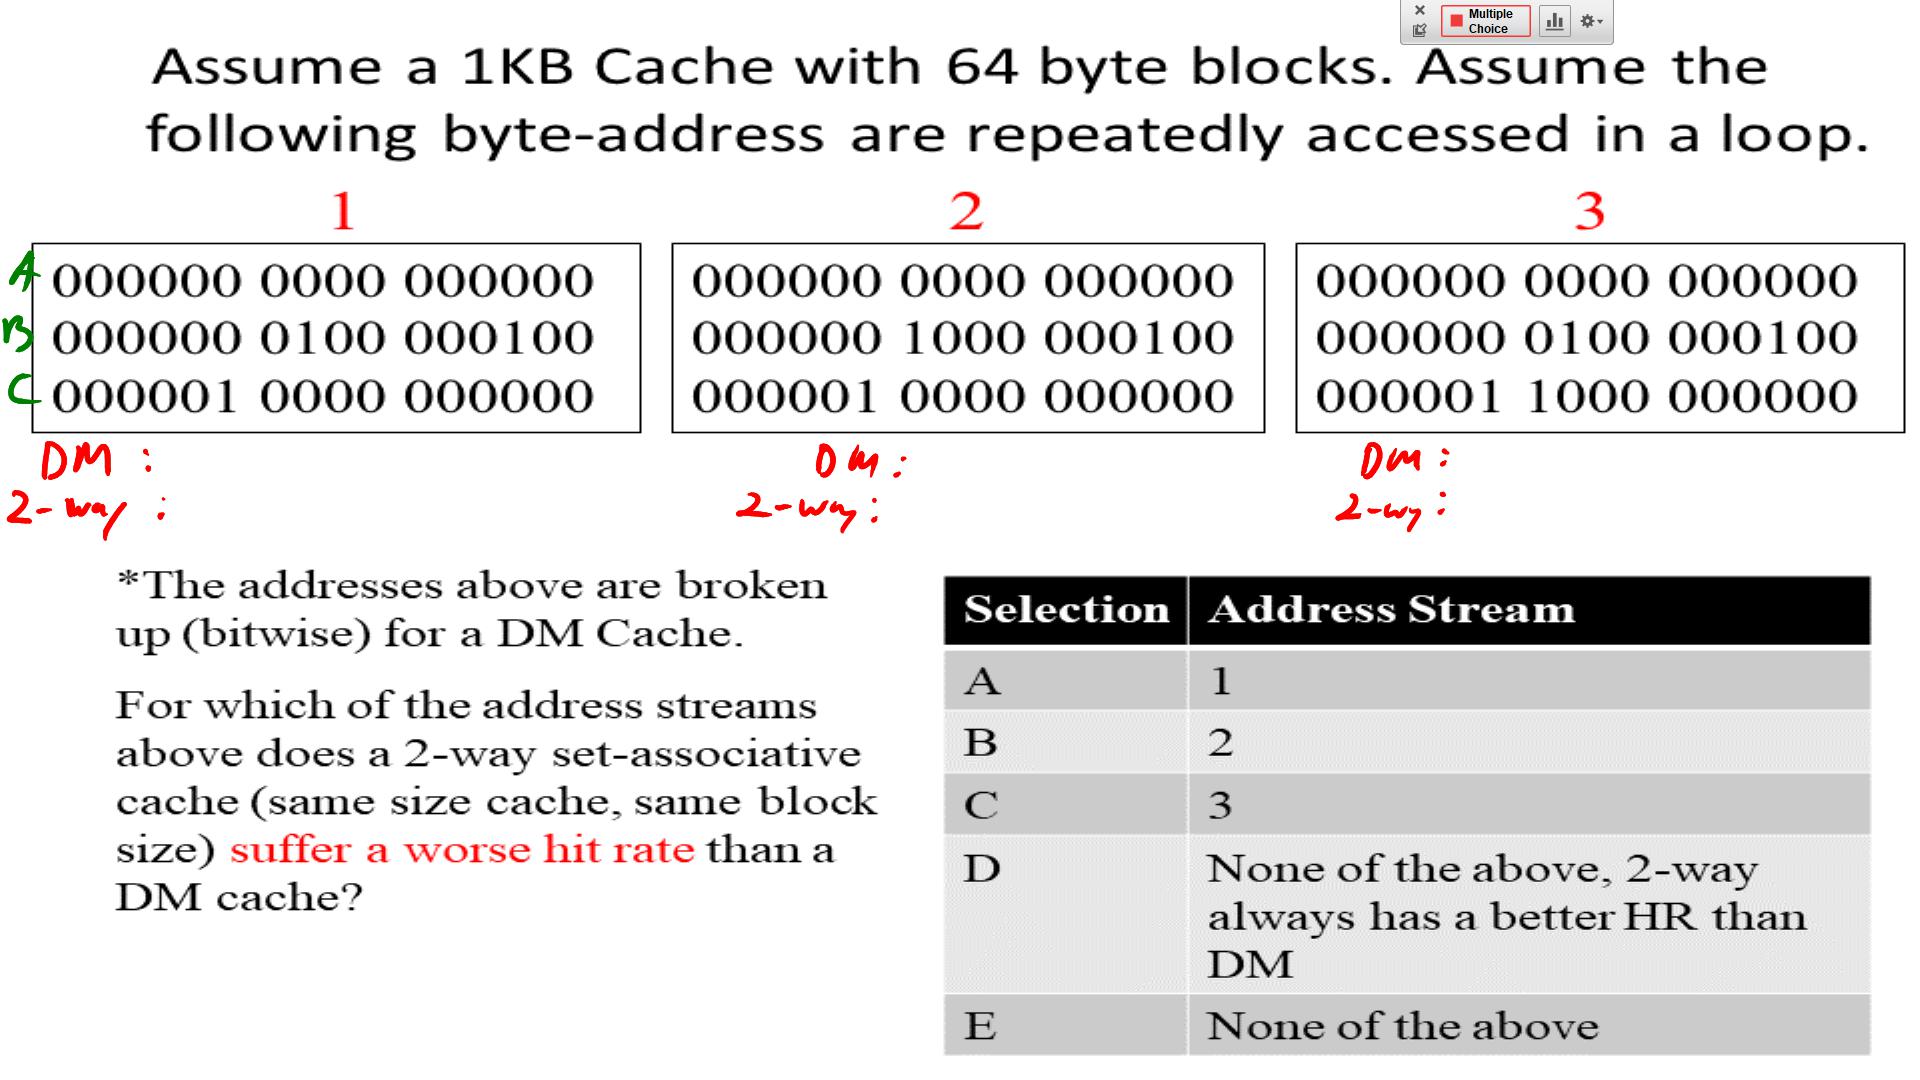 Multiple
Choice
Assume a 1KB Cache with 64 byte blocks. Assume the
following byte-address are repeatedly accessed in a loop.
1
2
3
A 000000 0000 000000
B 000000 0100 000100
C 000001 0000 000000
000000 0000 000000
000000 1000 000100
000001 0000 000000
000000 0000 000000
000000 0100 000100
000001 1000 000000
DM :
2-way :
DM :
2-way :
DM :
2-wy :
*The addresses above are broken
up (bitwise) for a DM Cache.
For which of the address streams
above does a 2-way set-associative
cache (same size cache, same block
size) suffer a worse hit rate than a
DM cache?
Selection Address Stream
A 1
B 2
C 3
D None of the above, 2-way
always has a better HR than
DM
E None of the above